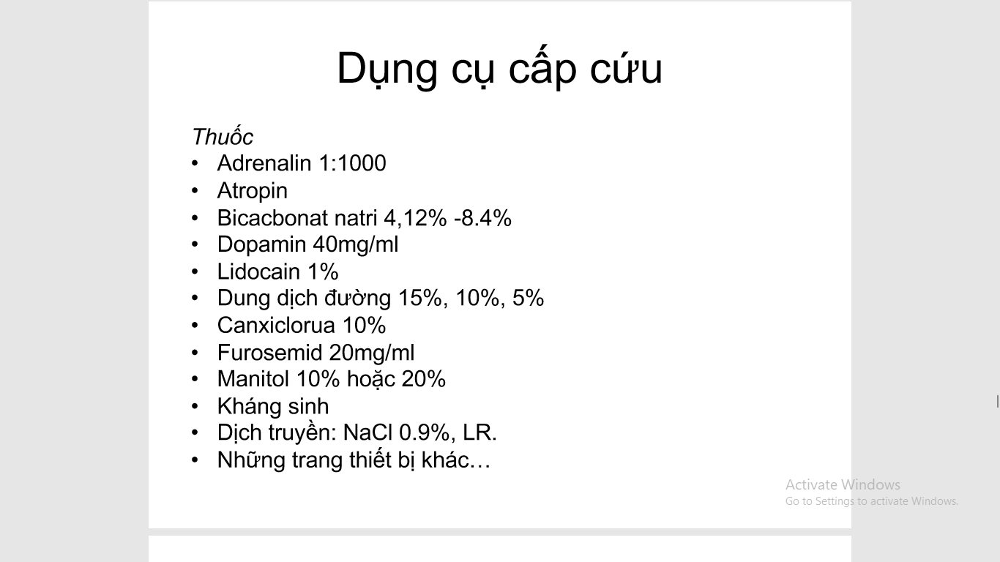 Dụng cụ cấp cứu
Thuốc
• Adrenalin 1:1000
• Atropin
• Bicacbonat natri 4,12% -8.4%
• Dopamin 40mg/ml
• Lidocain 1%
• Dung dịch đường 15%, 10%, 5%
• Canxiclorua 10%
• Furosemid 20mg/ml
• Manitol 10% hoặc 20%
• Kháng sinh
• Dịch truyền: NaCl 0.9%, LR.
• Những trang thiết bị khác…
Activate Windows
Go to Settings to activate Windows.